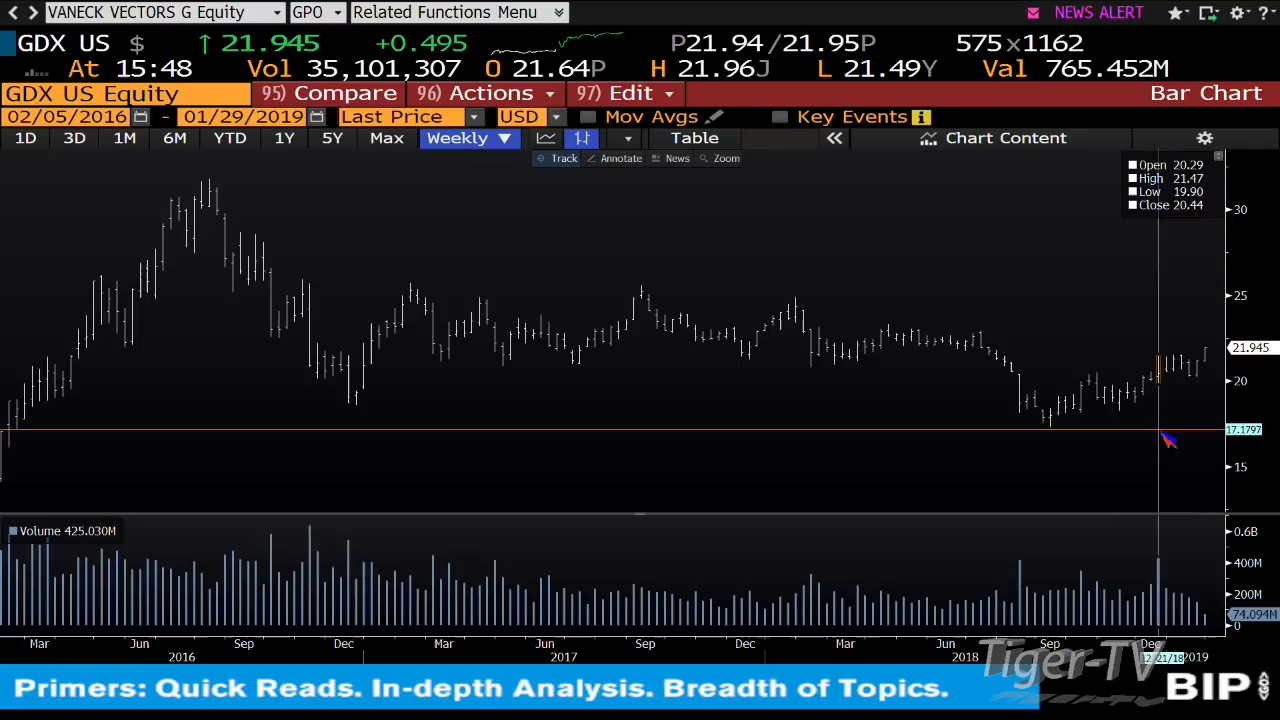 VANECK VECTORS G Equity GPO Related Functions Menu NEWS ALERT
GDX US $ ↑ 21.945 +0.495 P21.94/21.95P 575x1162
At 15:48 Vol 35,101,307 O 21.64P H 21.96J L 21.49Y Val 765.452M
GDX US Equity 95) Compare 96) Actions 97) Edit Bar Chart
02/05/2016 - 01/29/2019 Last Price USD Mov Avgs Key Events
1D 3D 1M 6M YTD 1Y 5Y Max Weekly ▼ Table « Chart Content
Track Annotate News Zoom
Open 20.29
High 21.47
Low 19.90
Close 20.44
30
25
21.945
20
17.1797
15
Volume 425.030M
0.6B
400M
200M
74.094M
0
Mar Jun Sep Dec Mar Jun Sep Dec Mar Jun Sep Dec
2016 2017 2018 12/21/18 2019
Tiger-TV
Primers: Quick Reads. In-depth Analysis. Breadth of Topics.
BIP GO